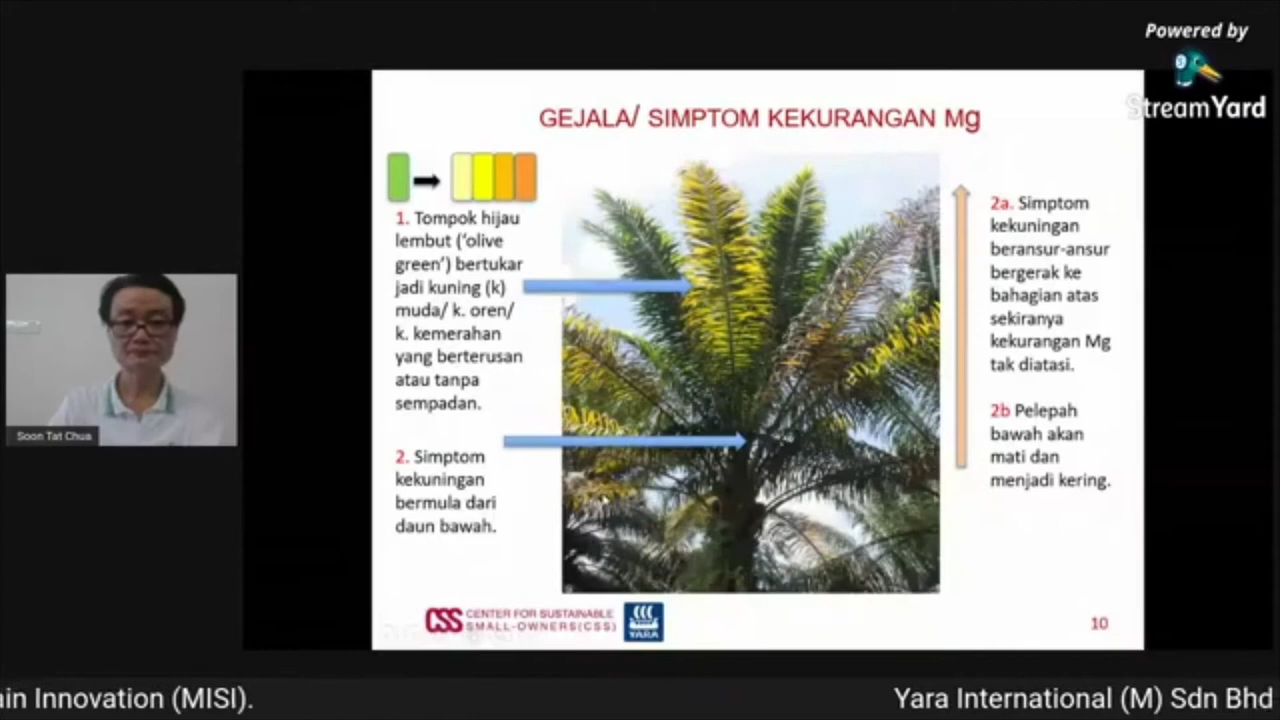 Powered by
StreamYard
GEJALA/ SIMPTOM KEKURANGAN Mg
1. Tompok hijau
lembut (‘olive
green’) bertukar
jadi kuning (k)
muda/ k. oren/
k. kemerahan
yang berterusan
atau tanpa
sempadan.
2. Simptom
kekuningan
bermula dari
daun bawah.
2a. Simptom
kekuningan
beransur-ansur
bergerak ke
bahagian atas
sekiranya
kekurangan Mg
tak diatasi.
2b Pelepah
bawah akan
mati dan
menjadi kering.
Soon Tat Chua
CSS CENTER FOR SUSTAINABLE
SMALL-OWNERS(CSS)
YARA
10
ain Innovation (MISI).
Yara International (M) Sdn Bhd